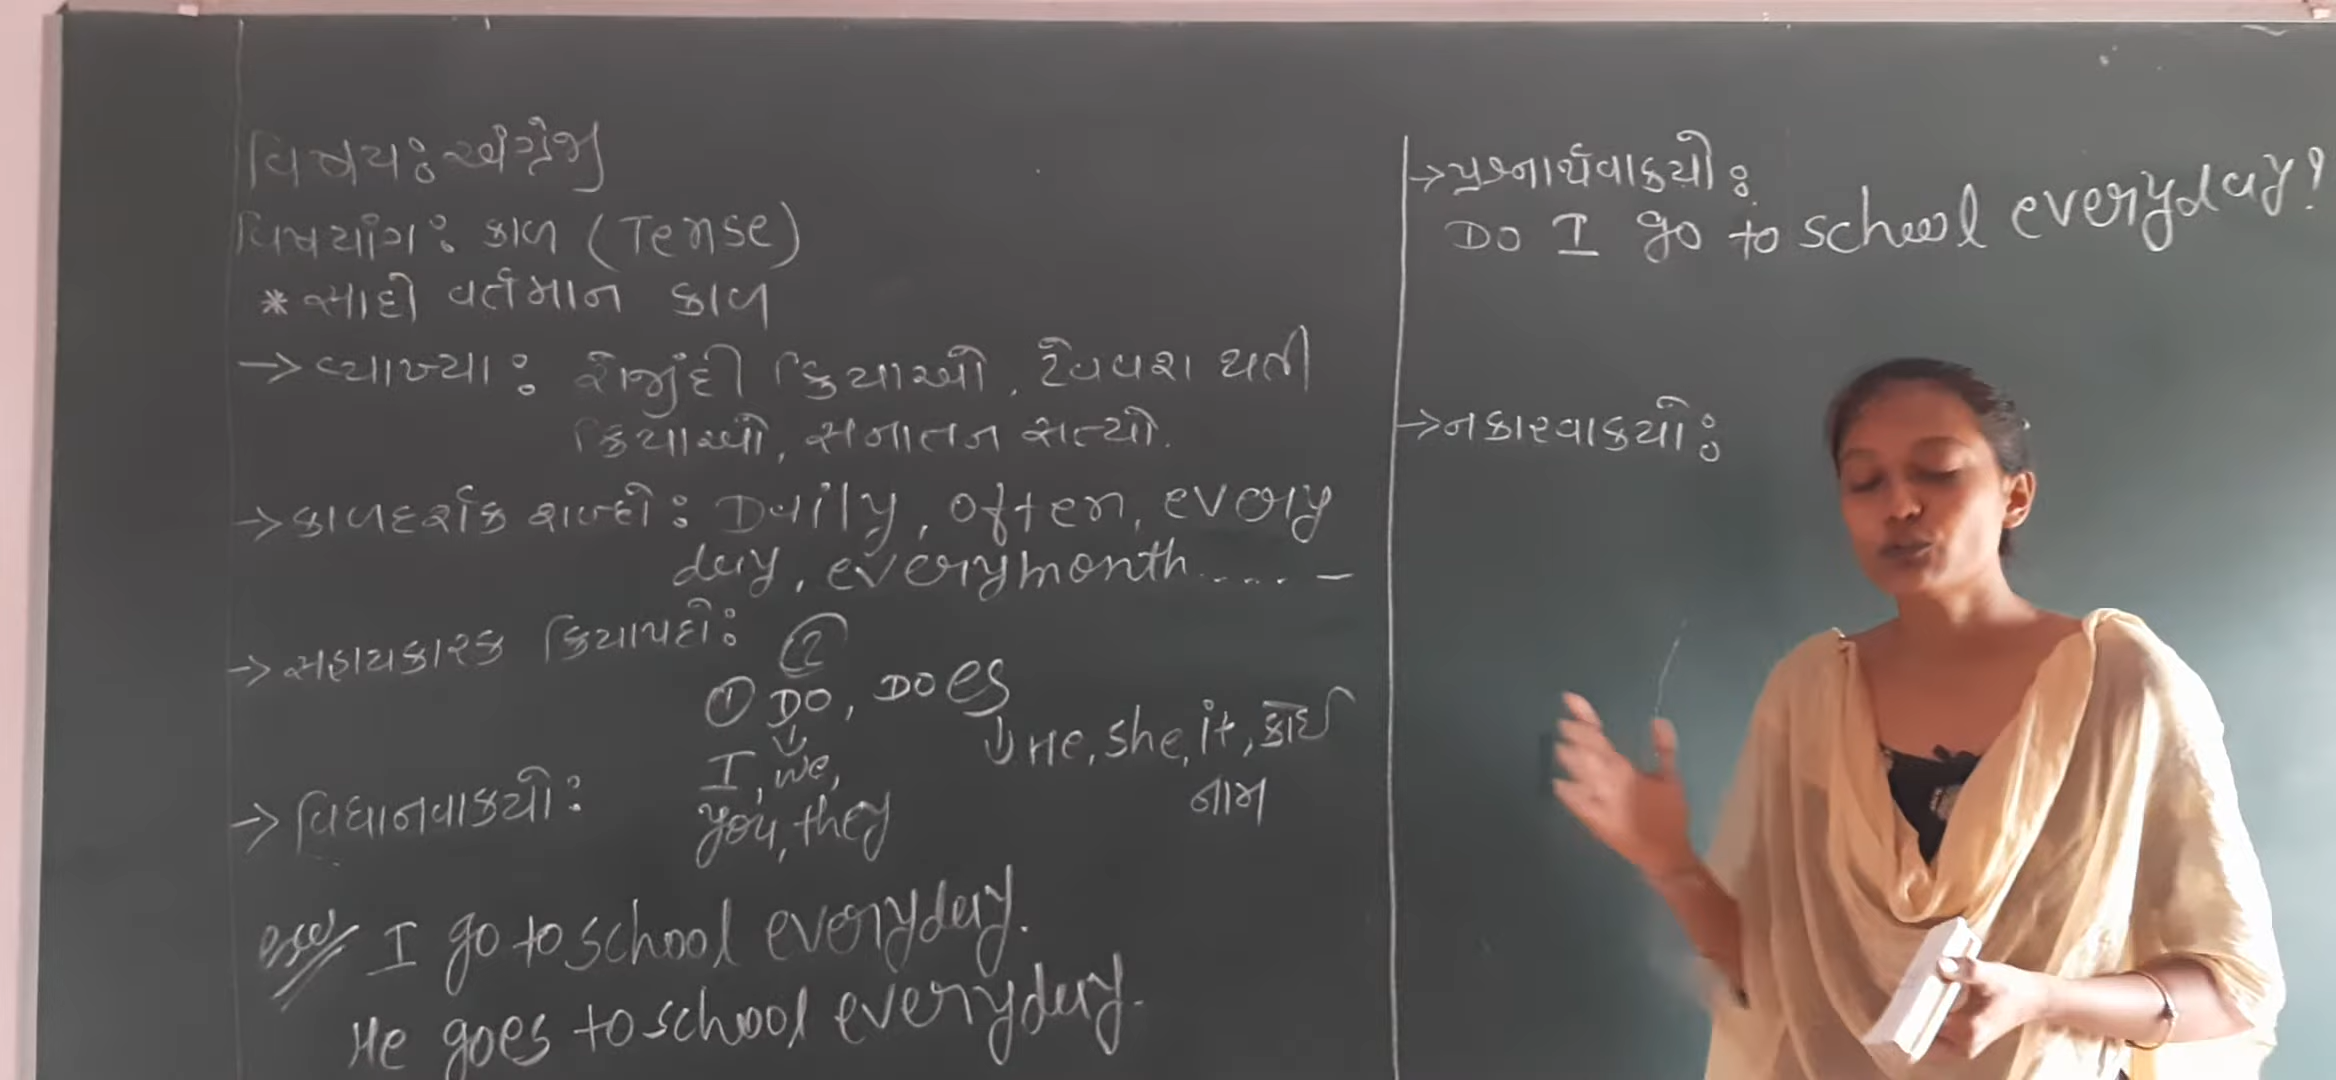 વિષય: અંગ્રેજી
વિષયાંગ: કાળ (Tense)
* સાદો વર્તમાન કાળ
→ વ્યાખ્યા: રોજીંદી ક્રિયાઓ, ટેવવશ થતી
ક્રિયાઓ, સનાતન સત્યો.
→ કાળદર્શક શબ્દો: Daily, often, every
day, everymonth..... –
→ સહાયકારક ક્રિયાપદો: ②
① DO, DOES
↓ He, she, it, કોઈ
નામ
↓
I, we,
you, they
→ વિધાનવાક્યો:
I go to school everyday.
He goes to school everyday.
→ પ્રશ્નાર્થવાક્યો:
DO I go to school everyday?
→ નકારવાક્યો: